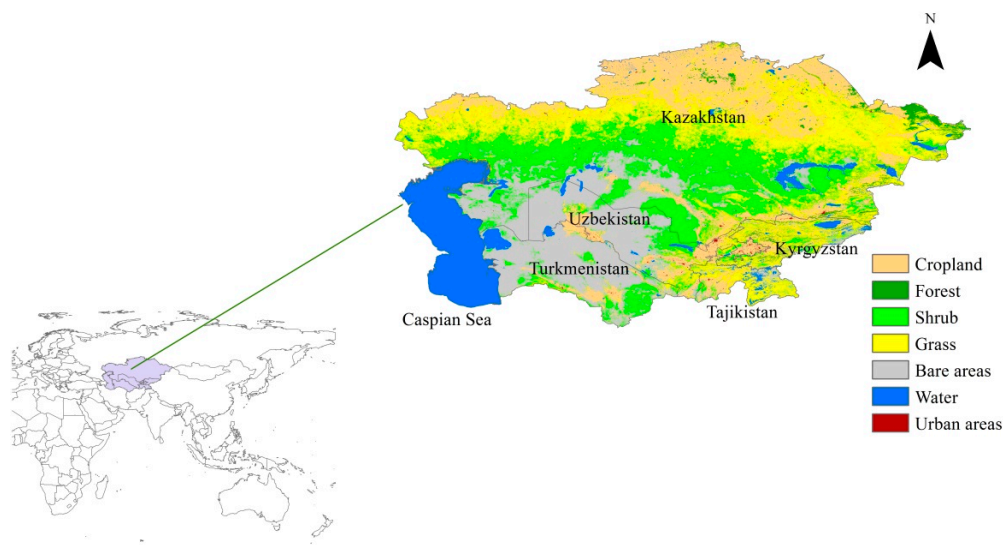 N
Kazakhstan
Uzbekistan
Kyrgyzstan
Turkmenistan
Caspian Sea
Tajikistan
Cropland
Forest
Shrub
Grass
Bare areas
Water
Urban areas